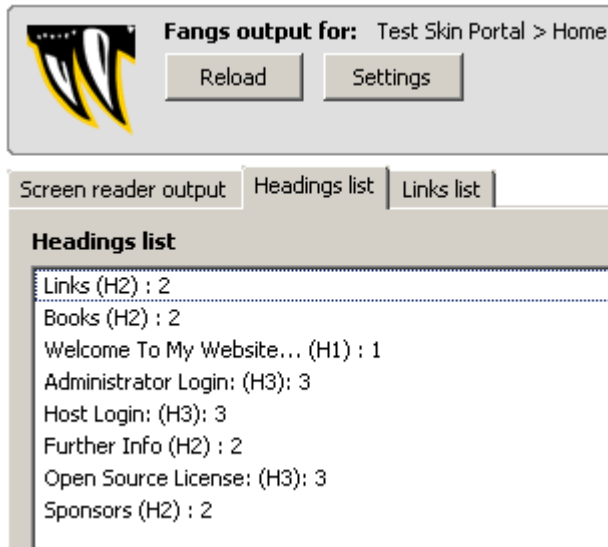 Fangs output for: Test Skin Portal > Home
Reload Settings
Screen reader output Headings list Links list
Headings list
Links (H2) : 2
Books (H2) : 2
Welcome To My Website... (H1) : 1
Administrator Login: (H3): 3
Host Login: (H3): 3
Further Info (H2) : 2
Open Source License: (H3): 3
Sponsors (H2) : 2